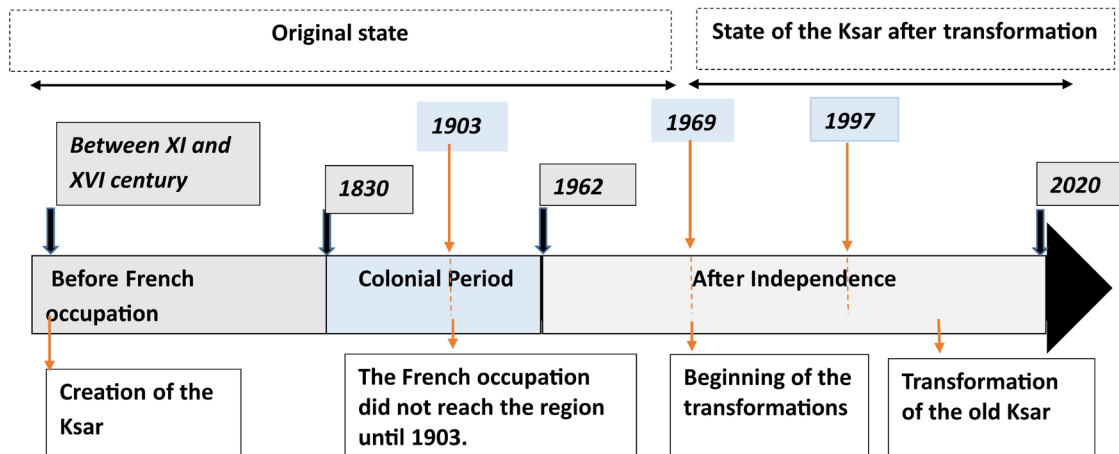 Original state
State of the Ksar after transformation
Between XI and
XVI century
1830
1903
1962
1969
1997
2020
Before French
occupation
Colonial Period
After Independence
Creation of the
Ksar
The French occupation
did not reach the region
until 1903.
Beginning of the
transformations
Transformation
of the old Ksar